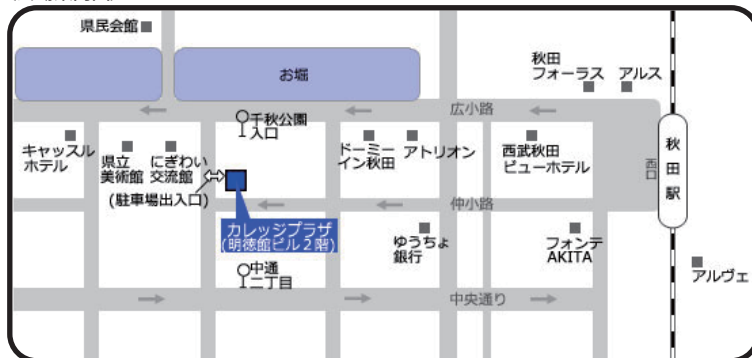 県民会館
お堀
秋田
フォーラス
アルス
広小路
千秋公園
入口
キャッスル
ホテル
県立
美術館
にぎわい
交流館
ドーミー
イン秋田
アトリオン
西武秋田
ビューホテル
西口
秋田駅
(駐車場出入口)
仲小路
カレッジプラザ
(明徳館ビル2階)
ゆうちょ
銀行
フォンテ
AKITA
中通
二丁目
アルヴェ
中央通り